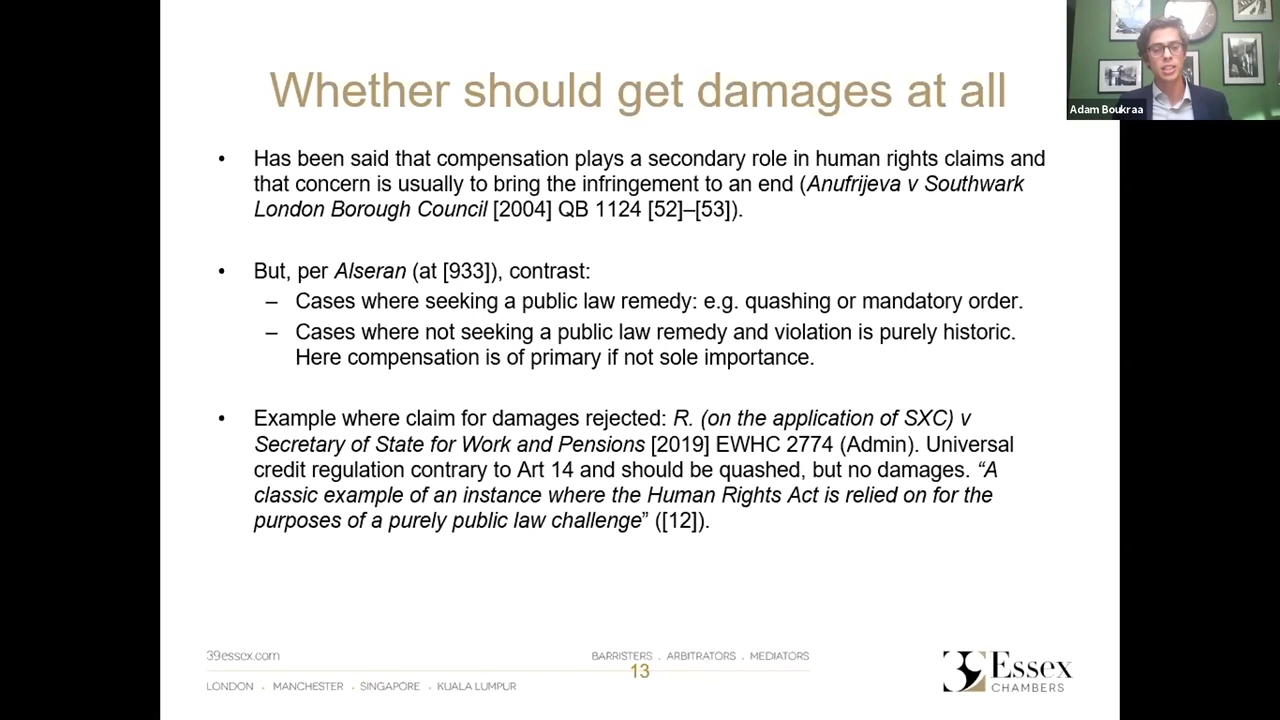 Whether should get damages at all
Adam Boukraa
• Has been said that compensation plays a secondary role in human rights claims and
that concern is usually to bring the infringement to an end (Anufrijeva v Southwark
London Borough Council [2004] QB 1124 [52]–[53]).
• But, per Alseran (at [933]), contrast:
– Cases where seeking a public law remedy: e.g. quashing or mandatory order.
– Cases where not seeking a public law remedy and violation is purely historic.
Here compensation is of primary if not sole importance.
• Example where claim for damages rejected: R. (on the application of SXC) v
Secretary of State for Work and Pensions [2019] EWHC 2774 (Admin). Universal
credit regulation contrary to Art 14 and should be quashed, but no damages. “A
classic example of an instance where the Human Rights Act is relied on for the
purposes of a purely public law challenge” ([12]).
39essex.com
BARRISTERS . ARBITRATORS . MEDIATORS
13
LONDON . MANCHESTER . SINGAPORE . KUALA LUMPUR
39 Essex
CHAMBERS